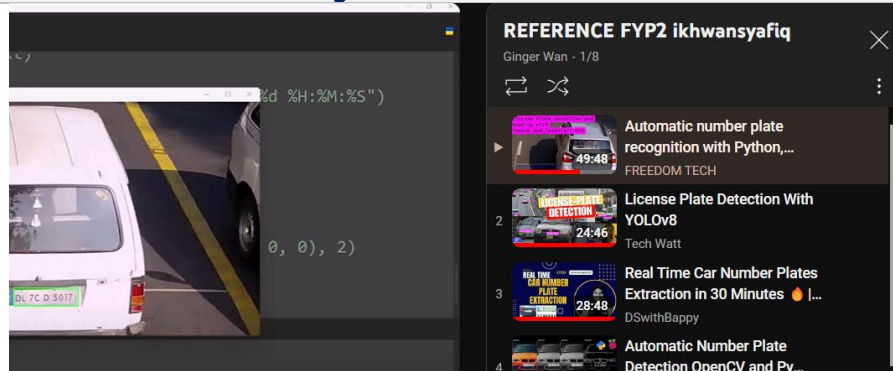 %d %H:%M:%S")
0, 0), 2)
DL 7C D 5017
REFERENCE FYP2 ikhwansyafiq
Ginger Wan - 1/8
49:48
Automatic number plate
recognition with Python,...
FREEDOM TECH
2
LICENSE-PLATE
DETECTION
24:46
License Plate Detection With
YOLOv8
Tech Watt
3
REAL TIME
CAR NUMBER
PLATE
EXTRACTION
28:48
Real Time Car Number Plates
Extraction in 30 Minutes 🔥 |...
DSwithBappy
4
Automatic Number Plate
Detection OpenCV and Py...